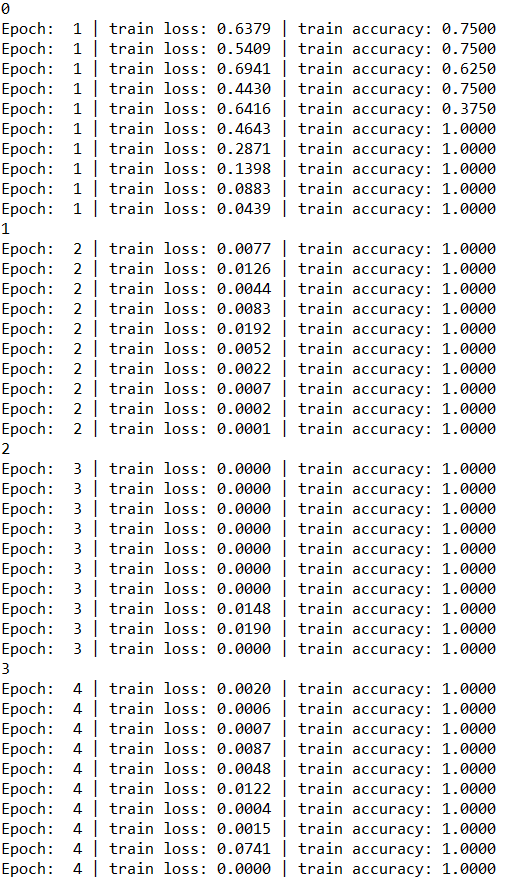 0
Epoch:  1 | train loss: 0.6379 | train accuracy: 0.7500
Epoch:  1 | train loss: 0.5409 | train accuracy: 0.7500
Epoch:  1 | train loss: 0.6941 | train accuracy: 0.6250
Epoch:  1 | train loss: 0.4430 | train accuracy: 0.7500
Epoch:  1 | train loss: 0.6416 | train accuracy: 0.3750
Epoch:  1 | train loss: 0.4643 | train accuracy: 1.0000
Epoch:  1 | train loss: 0.2871 | train accuracy: 1.0000
Epoch:  1 | train loss: 0.1398 | train accuracy: 1.0000
Epoch:  1 | train loss: 0.0883 | train accuracy: 1.0000
Epoch:  1 | train loss: 0.0439 | train accuracy: 1.0000
1
Epoch:  2 | train loss: 0.0077 | train accuracy: 1.0000
Epoch:  2 | train loss: 0.0126 | train accuracy: 1.0000
Epoch:  2 | train loss: 0.0044 | train accuracy: 1.0000
Epoch:  2 | train loss: 0.0083 | train accuracy: 1.0000
Epoch:  2 | train loss: 0.0192 | train accuracy: 1.0000
Epoch:  2 | train loss: 0.0052 | train accuracy: 1.0000
Epoch:  2 | train loss: 0.0022 | train accuracy: 1.0000
Epoch:  2 | train loss: 0.0007 | train accuracy: 1.0000
Epoch:  2 | train loss: 0.0002 | train accuracy: 1.0000
Epoch:  2 | train loss: 0.0001 | train accuracy: 1.0000
2
Epoch:  3 | train loss: 0.0000 | train accuracy: 1.0000
Epoch:  3 | train loss: 0.0000 | train accuracy: 1.0000
Epoch:  3 | train loss: 0.0000 | train accuracy: 1.0000
Epoch:  3 | train loss: 0.0000 | train accuracy: 1.0000
Epoch:  3 | train loss: 0.0000 | train accuracy: 1.0000
Epoch:  3 | train loss: 0.0000 | train accuracy: 1.0000
Epoch:  3 | train loss: 0.0000 | train accuracy: 1.0000
Epoch:  3 | train loss: 0.0148 | train accuracy: 1.0000
Epoch:  3 | train loss: 0.0190 | train accuracy: 1.0000
Epoch:  3 | train loss: 0.0000 | train accuracy: 1.0000
3
Epoch:  4 | train loss: 0.0020 | train accuracy: 1.0000
Epoch:  4 | train loss: 0.0006 | train accuracy: 1.0000
Epoch:  4 | train loss: 0.0007 | train accuracy: 1.0000
Epoch:  4 | train loss: 0.0087 | train accuracy: 1.0000
Epoch:  4 | train loss: 0.0048 | train accuracy: 1.0000
Epoch:  4 | train loss: 0.0122 | train accuracy: 1.0000
Epoch:  4 | train loss: 0.0004 | train accuracy: 1.0000
Epoch:  4 | train loss: 0.0015 | train accuracy: 1.0000
Epoch:  4 | train loss: 0.0741 | train accuracy: 1.0000
Epoch:  4 | train loss: 0.0000 | train accuracy: 1.0000